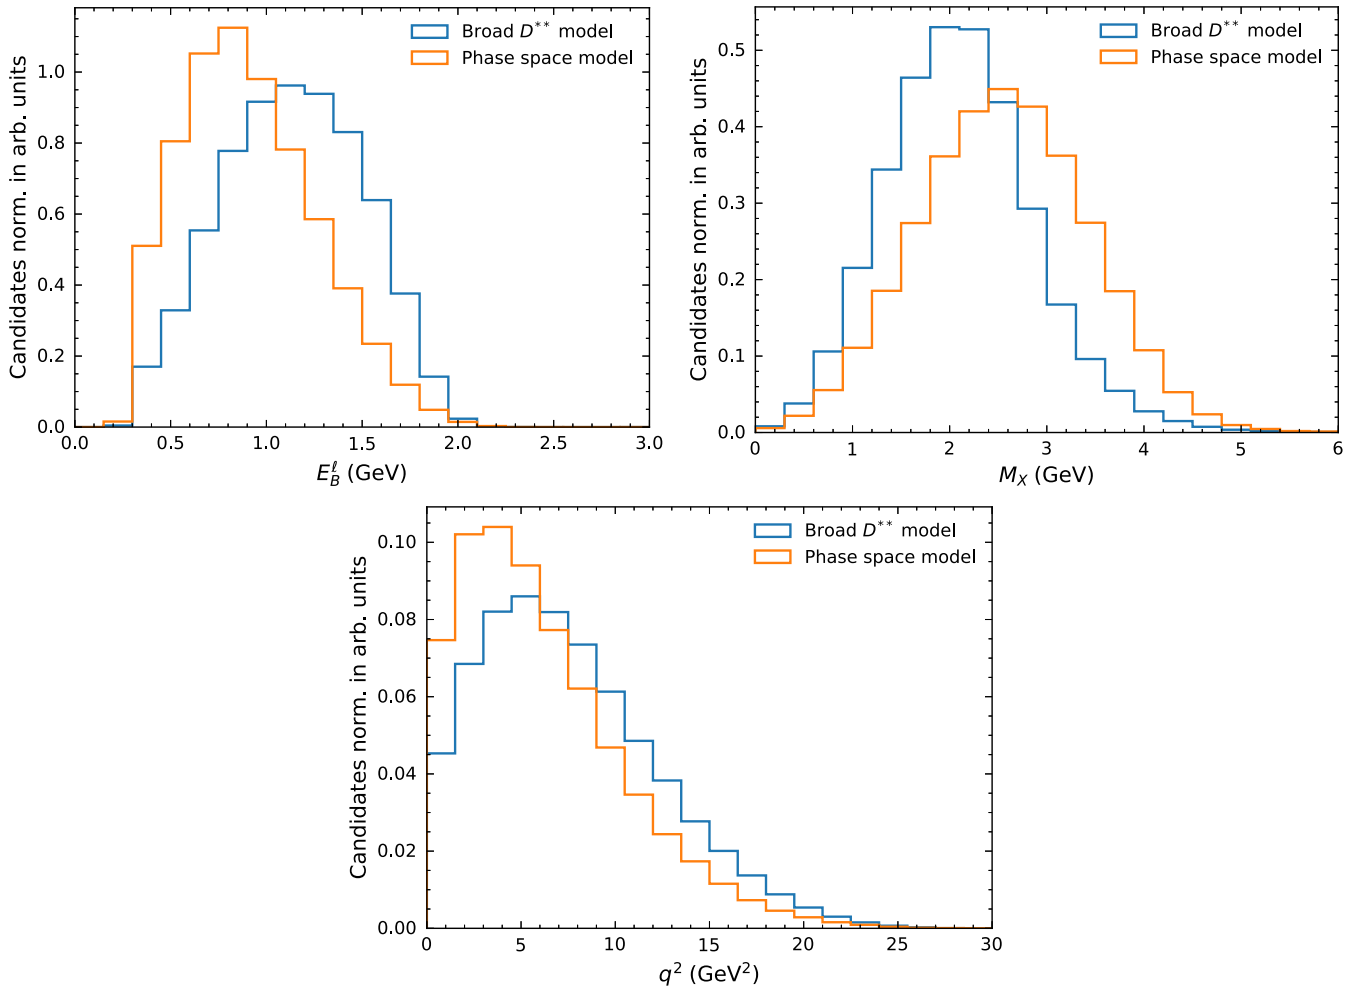 Candidates norm. in arb. units
1.0
0.8
0.6
0.4
0.2
0.0
Broad D** model
Phase space model
0.0 0.5 1.0 1.5 2.0 2.5 3.0
E_B^ℓ (GeV)
Candidates norm. in arb. units
0.5
0.4
0.3
0.2
0.1
0.0
Broad D** model
Phase space model
0 1 2 3 4 5 6
M_X (GeV)
Candidates norm. in arb. units
0.10
0.08
0.06
0.04
0.02
0.00
Broad D** model
Phase space model
0 5 10 15 20 25 30
q² (GeV²)